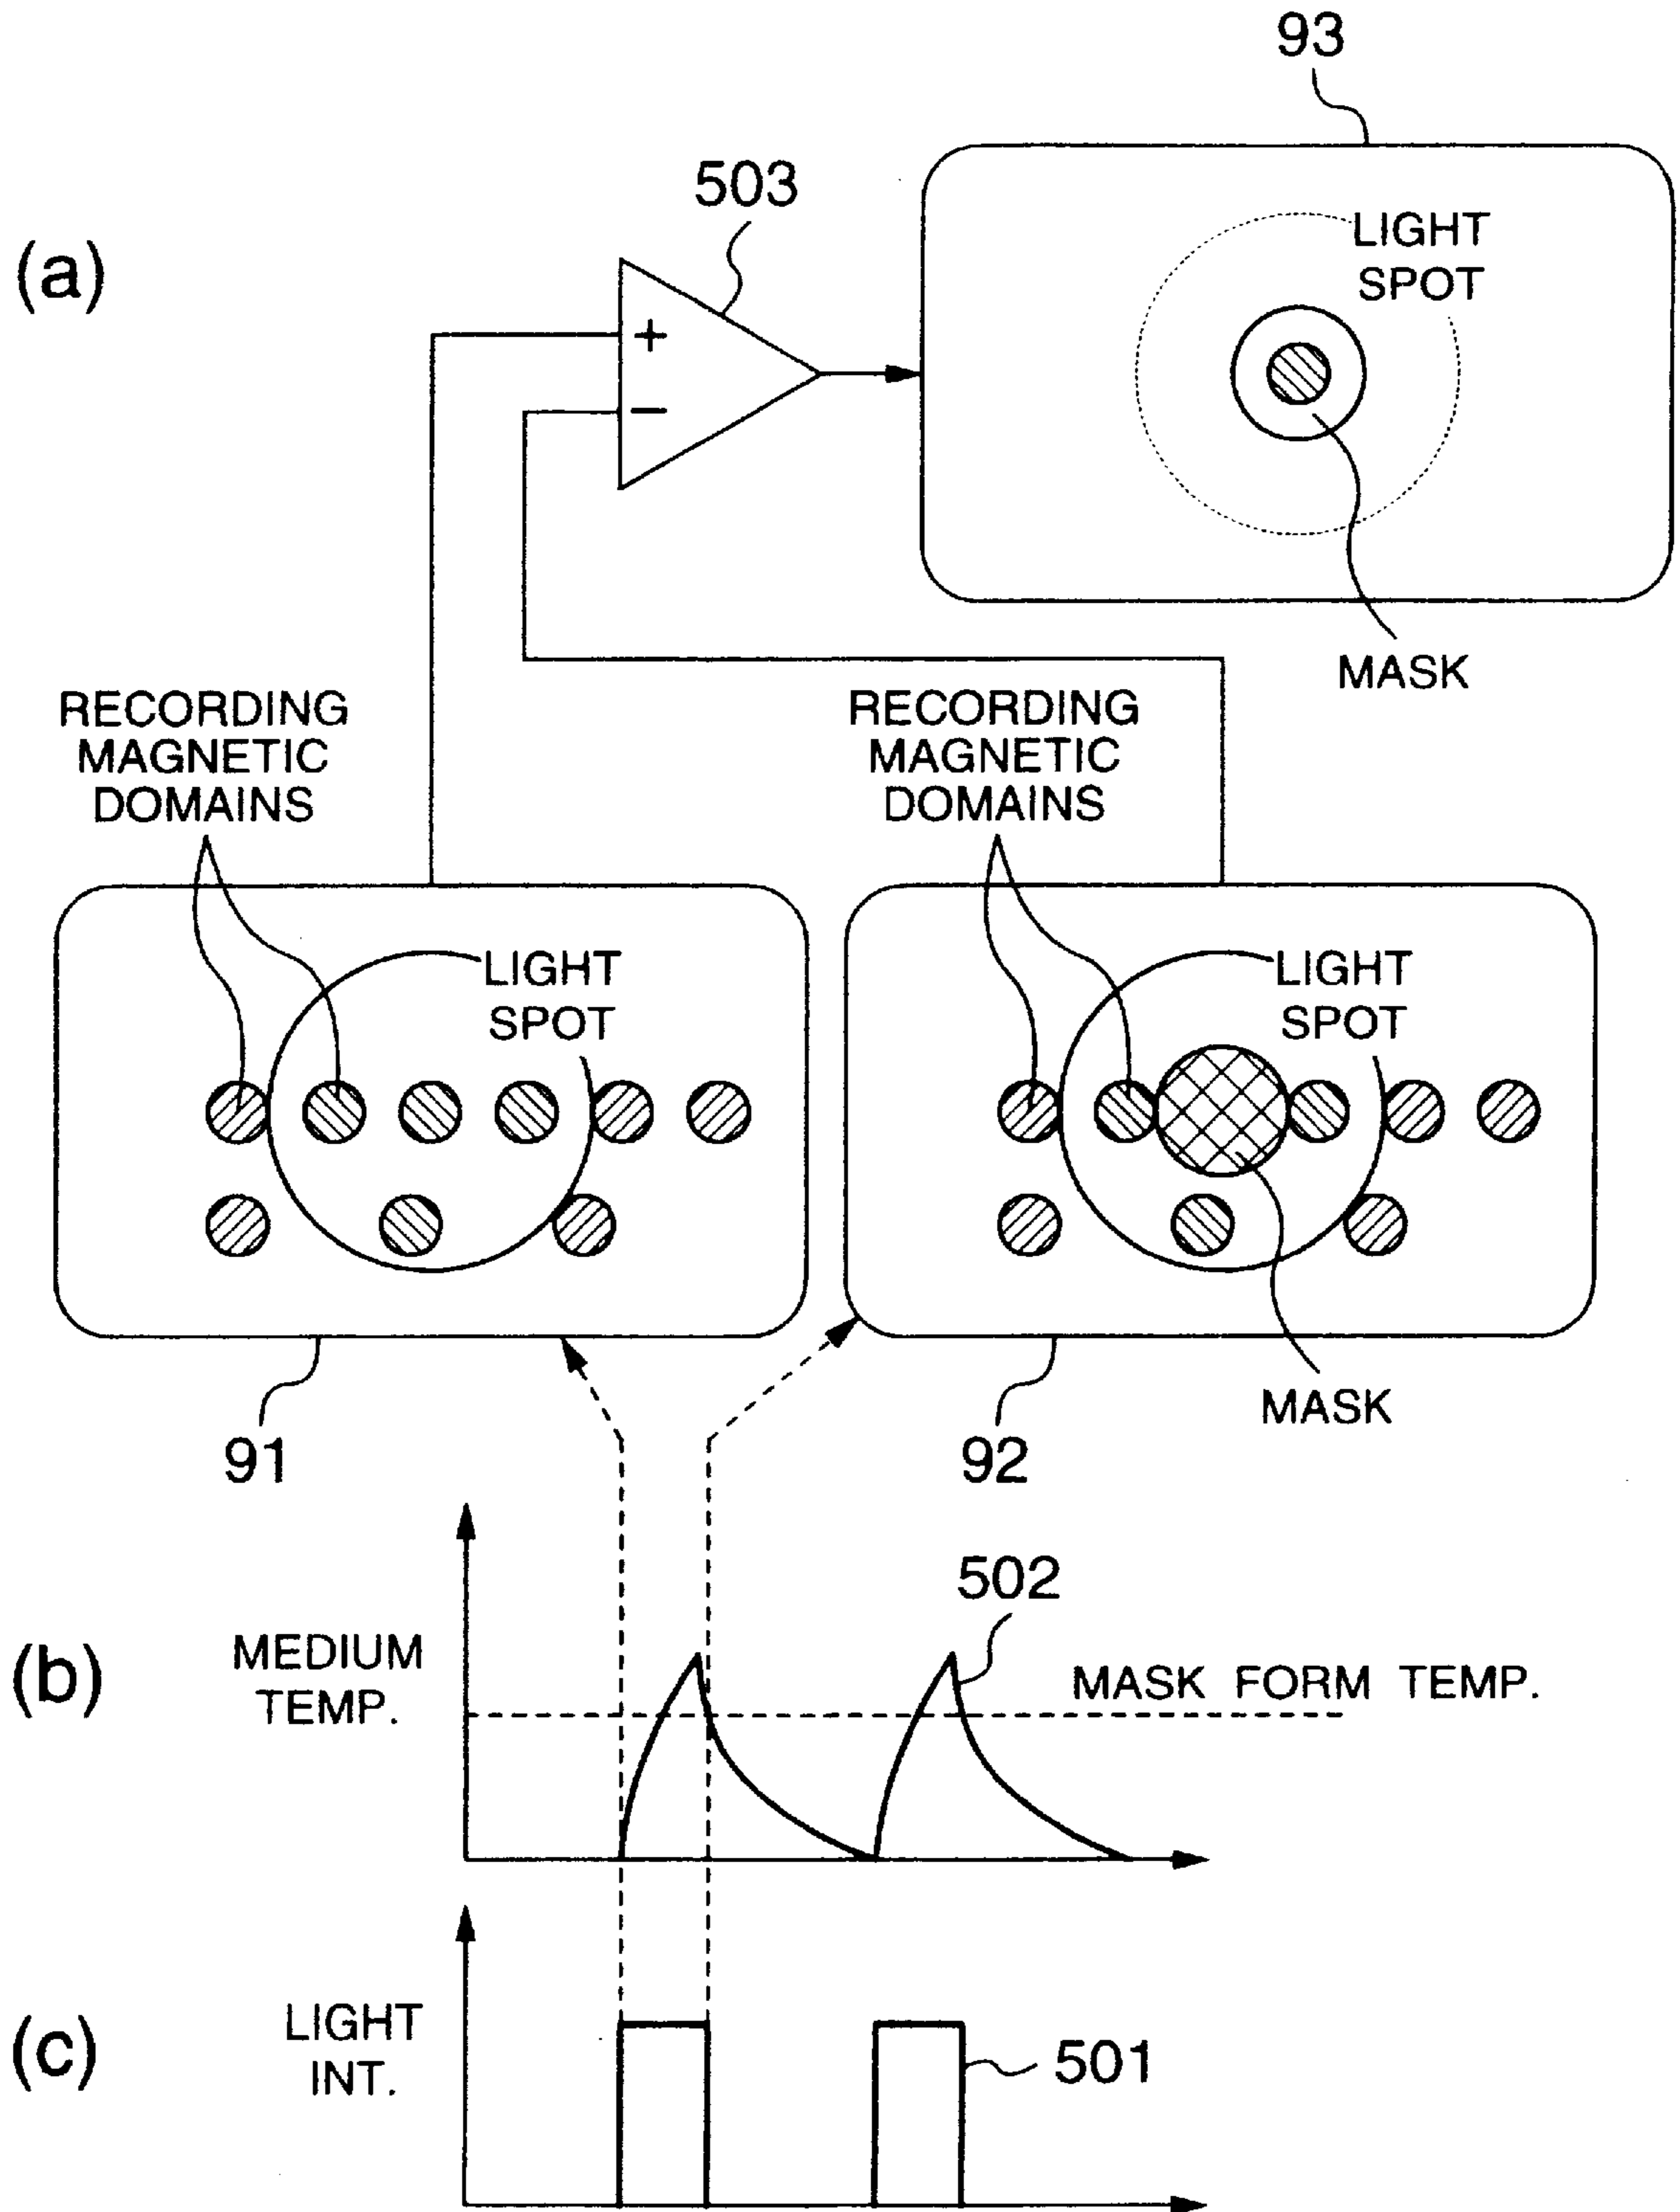 93
503
(a)
LIGHT
SPOT
+
−
MASK
RECORDING
MAGNETIC
DOMAINS
RECORDING
MAGNETIC
DOMAINS
LIGHT
SPOT
LIGHT
SPOT
MASK
91
92
502
(b)
MEDIUM
TEMP.
MASK FORM TEMP.
(c)
LIGHT
INT.
501